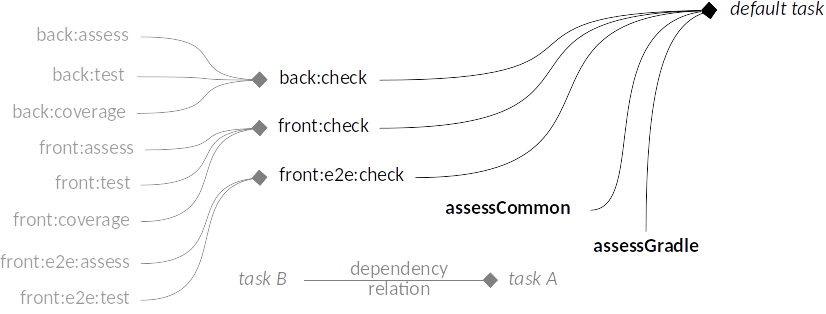 default task
back:assess
back:test
back:coverage
back:check
front:assess
front:test
front:coverage
front:check
front:e2e:assess
front:e2e:test
front:e2e:check
assessCommon
assessGradle
task B
dependency
relation
task A